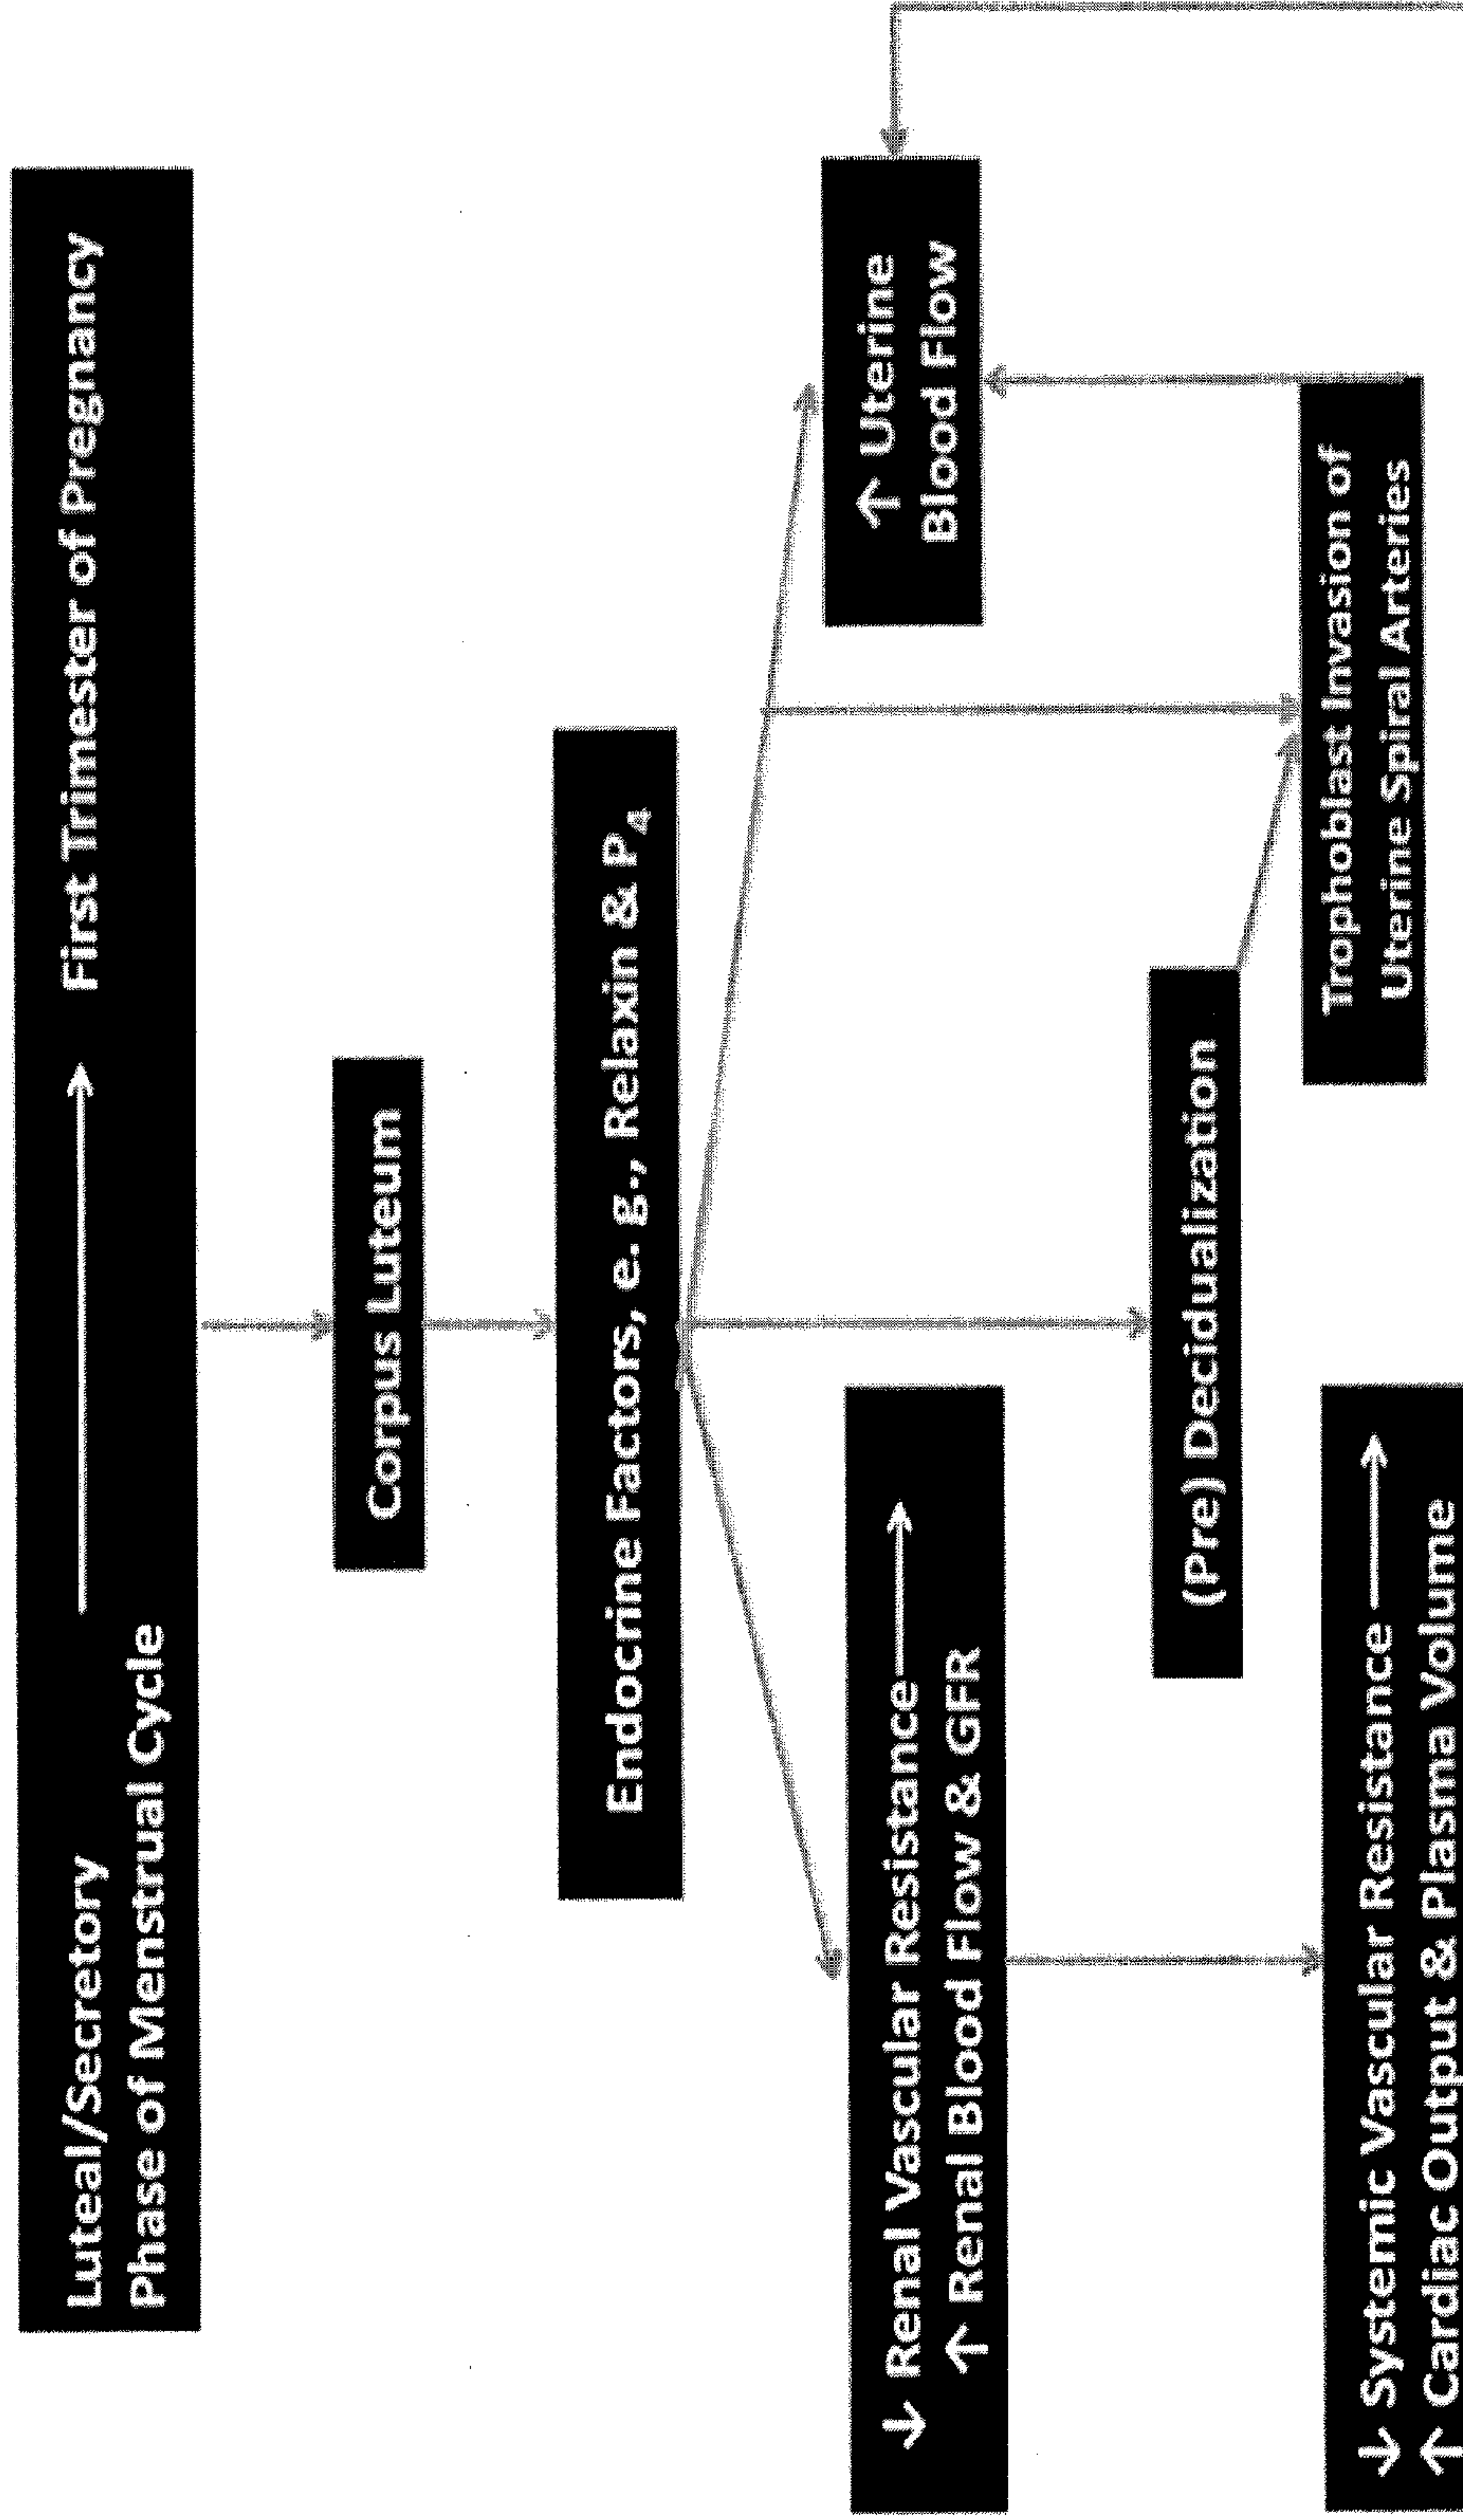 Luteal/Secretory ⟶ First Trimester of Pregnancy
Phase of Menstrual Cycle
Corpus Luteum
Endocrine Factors, e. g., Relaxin & P₄
↓ Renal Vascular Resistance ⟶
↑ Renal Blood Flow & GFR
↑ Uterine
Blood Flow
(Pre) Decidualization
Trophoblast Invasion of
Uterine Spiral Arteries
↓ Systemic Vascular Resistance ⟶
↑ Cardiac Output & Plasma Volume